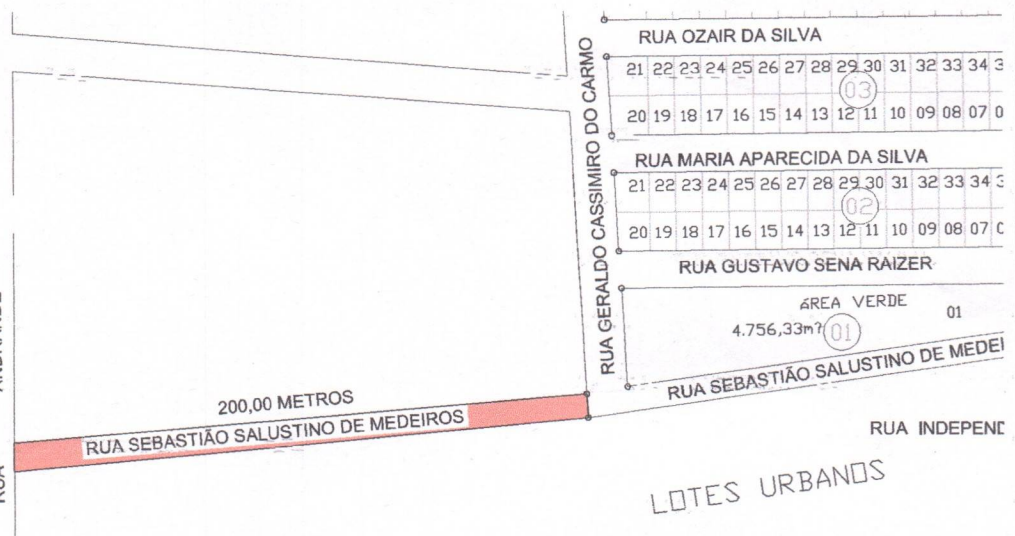 RUA OZAIR DA SILVA
21 22 23 24 25 26 27 28 29 30 31 32 33 34
03
20 19 18 17 16 15 14 13 12 11 10 09 08 07
RUA MARIA APARECIDA DA SILVA
21 22 23 24 25 26 27 28 29 30 31 32 33 34
02
20 19 18 17 16 15 14 13 12 11 10 09 08 07
RUA GUSTAVO SENA RAIZER
ÁREA VERDE
01
4.756,33m?
01
RUA SEBASTIÃO SALUSTINO DE MEDEI
RUA GERALDO CASSIMIRO DO CARMO
200,00 METROS
RUA SEBASTIÃO SALUSTINO DE MEDEIROS
RUA INDEPEND
LOTES URBANOS
RUA